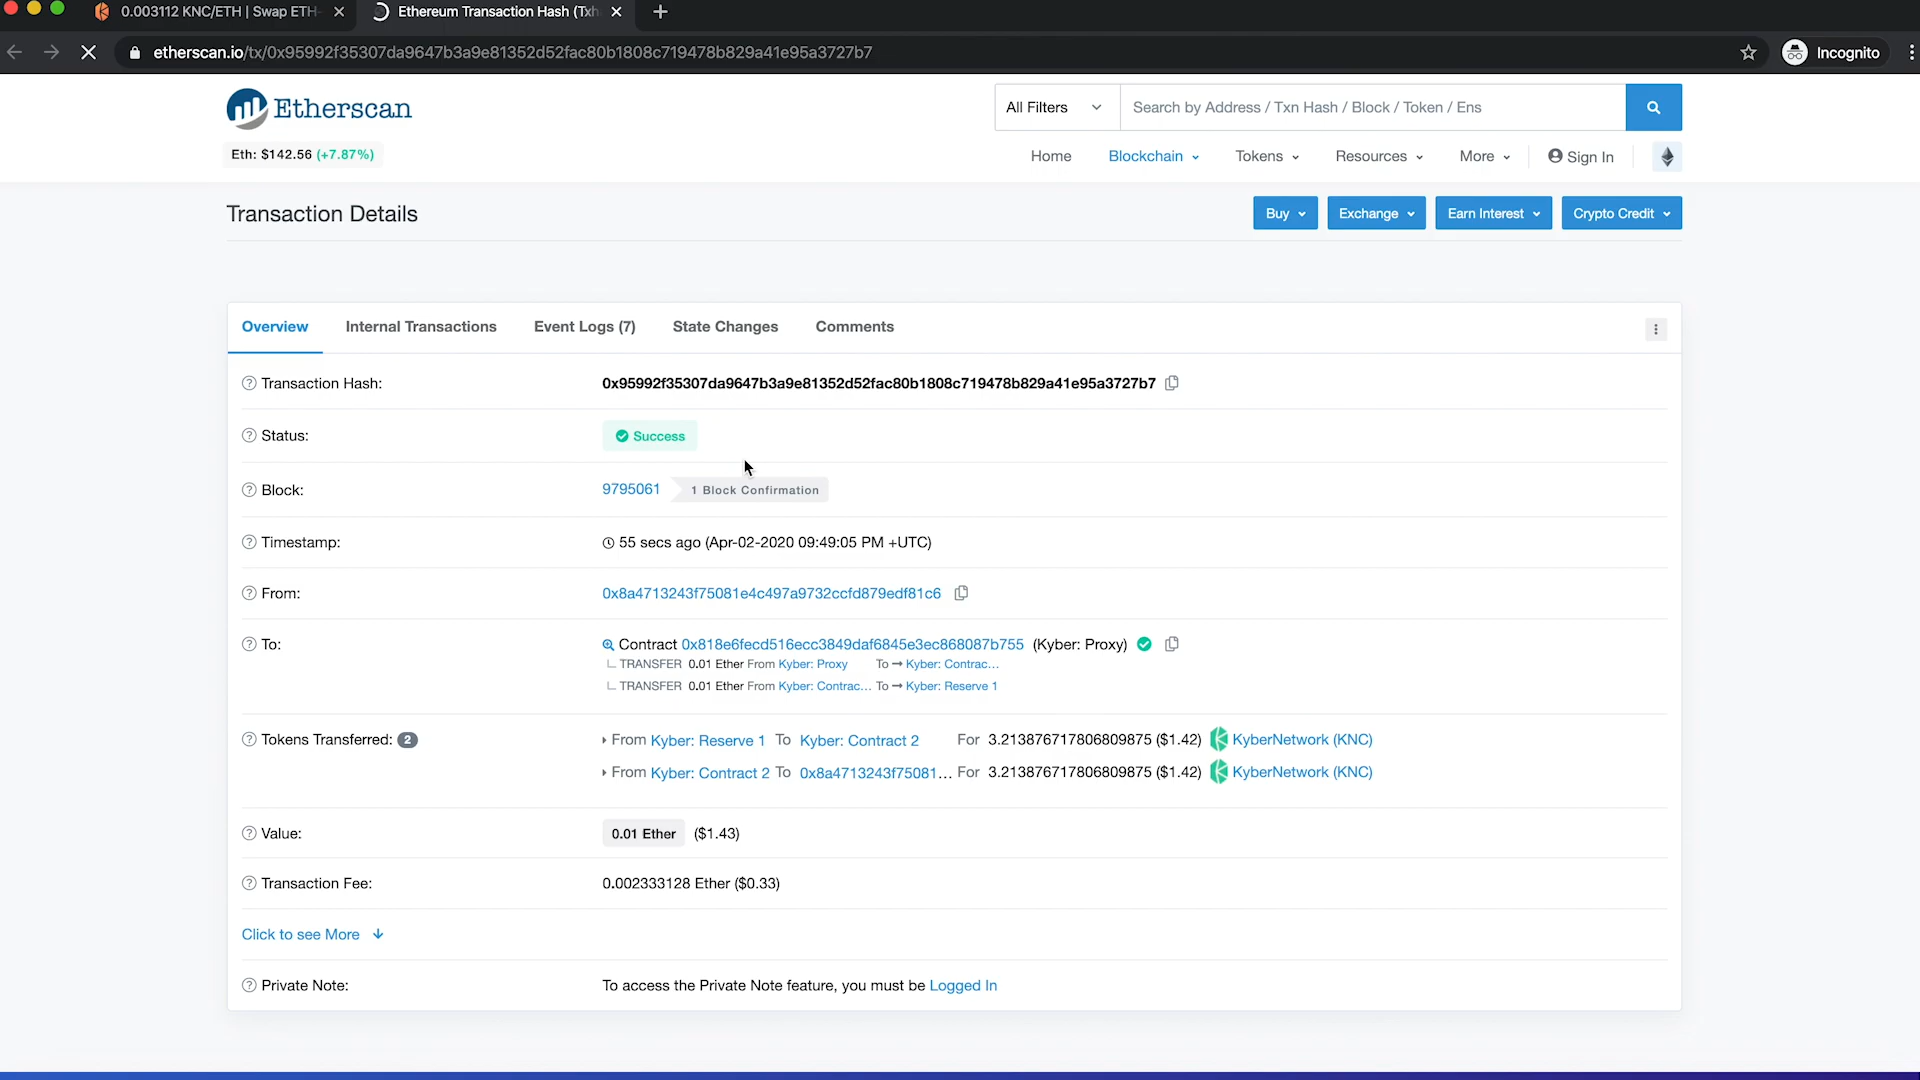 0.003112 KNC/ETH | Swap ETH-
Ethereum Transaction Hash (Txh
etherscan.io/tx/0x95992f35307da9647b3a9e81352d52fac80b1808c719478b829a41e95a3727b7
Incognito
Etherscan
All Filters
Search by Address / Txn Hash / Block / Token / Ens
Eth: $142.56 (+7.87%)
Home
Blockchain
Tokens
Resources
More
Sign In
Transaction Details
Buy
Exchange
Earn Interest
Crypto Credit
Overview
Internal Transactions
Event Logs (7)
State Changes
Comments
Transaction Hash:
0x95992f35307da9647b3a9e81352d52fac80b1808c719478b829a41e95a3727b7
Status:
Success
Block:
9795061
1 Block Confirmation
Timestamp:
55 secs ago (Apr-02-2020 09:49:05 PM +UTC)
From:
0x8a4713243f75081e4c497a9732ccfd879edf81c6
To:
Contract 0x818e6fecd516ecc3849daf6845e3ec868087b755 (Kyber: Proxy)
TRANSFER 0.01 Ether From Kyber: Proxy To → Kyber: Contrac...
TRANSFER 0.01 Ether From Kyber: Contrac... To → Kyber: Reserve 1
Tokens Transferred: 2
From Kyber: Reserve 1 To Kyber: Contract 2 For 3.213876717806809875 ($1.42) KyberNetwork (KNC)
From Kyber: Contract 2 To 0x8a4713243f75081... For 3.213876717806809875 ($1.42) KyberNetwork (KNC)
Value:
0.01 Ether ($1.43)
Transaction Fee:
0.002333128 Ether ($0.33)
Click to see More
Private Note:
To access the Private Note feature, you must be Logged In